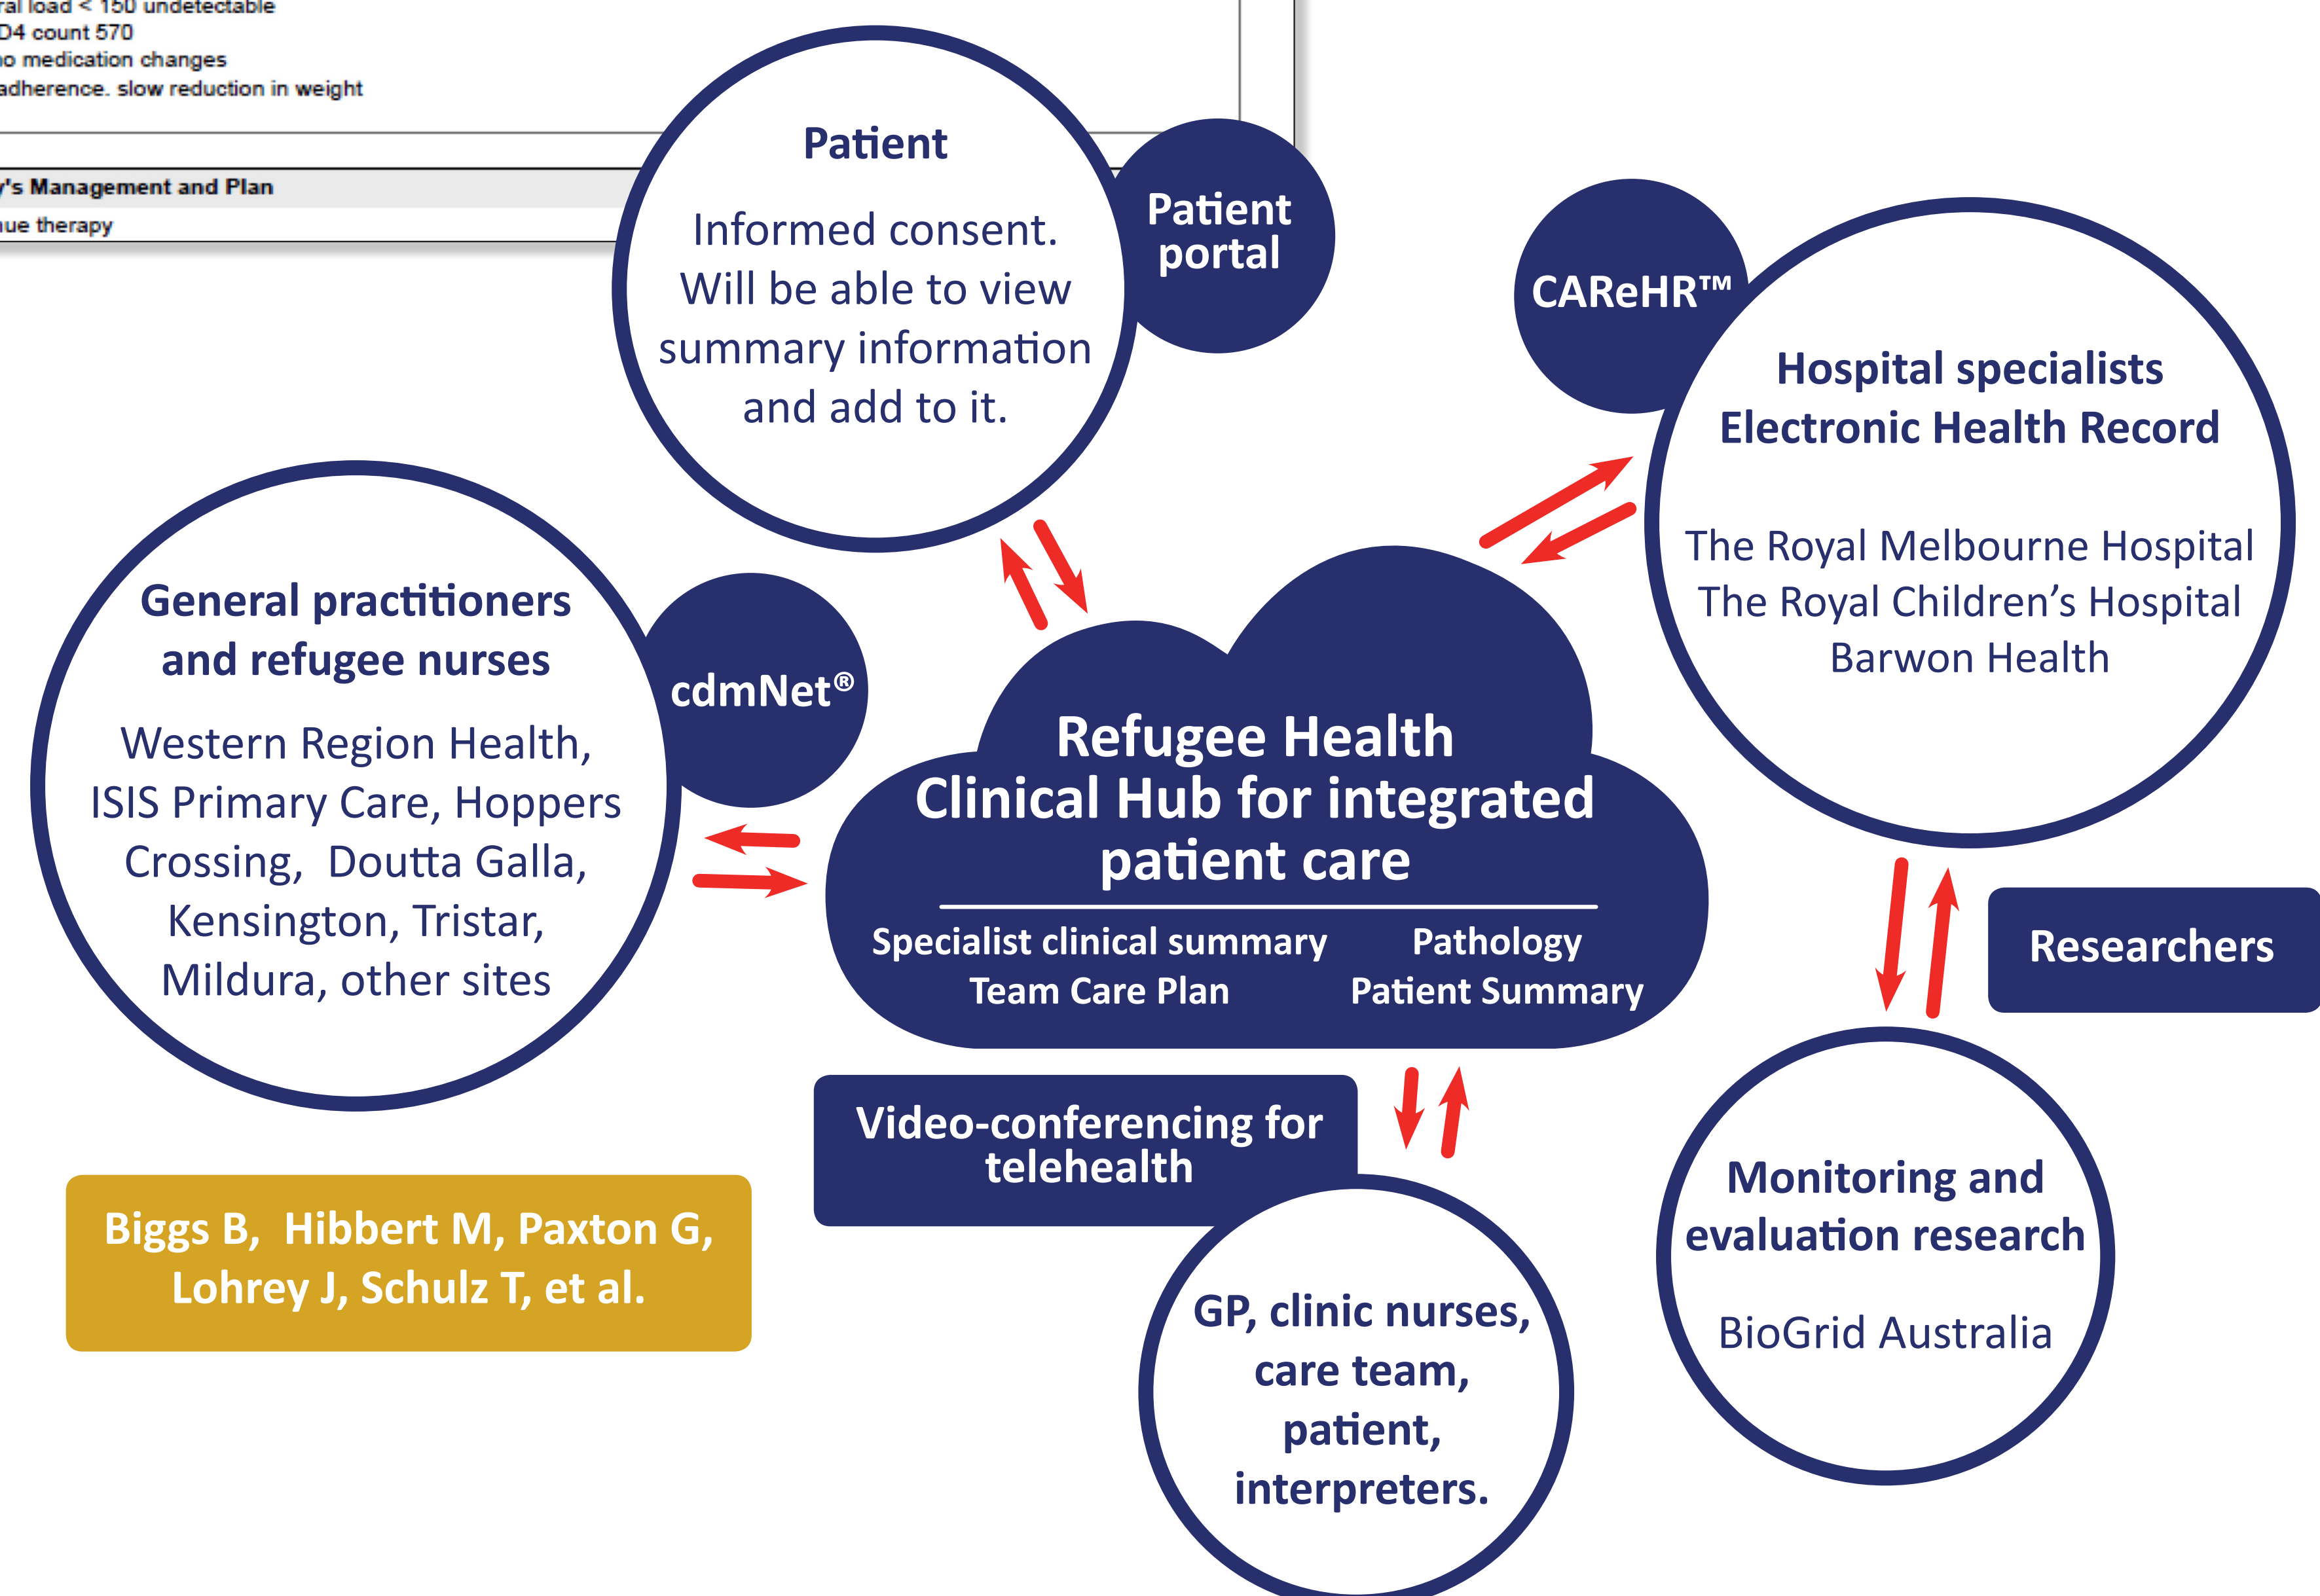 load < 150 undetectable
count 570
medication changes
adherence. slow reduction in weight
Management and Plan
therapy
Patient
Informed consent.
Will be able to view
summary information
and add to it.
Patient
portal
CAReHR™
Hospital specialists
Electronic Health Record
The Royal Melbourne Hospital
The Royal Children’s Hospital
Barwon Health
General practitioners
and refugee nurses
Western Region Health,
ISIS Primary Care, Hoppers
Crossing, Doutta Galla,
Kensington, Tristar,
Mildura, other sites
cdmNet®
Refugee Health
Clinical Hub for integrated
patient care
Specialist clinical summary Pathology
Team Care Plan Patient Summary
Researchers
Video-conferencing for
telehealth
GP, clinic nurses,
care team,
patient,
interpreters.
Monitoring and
evaluation research
BioGrid Australia
Biggs B, Hibbert M, Paxton G,
Lohrey J, Schulz T, et al.